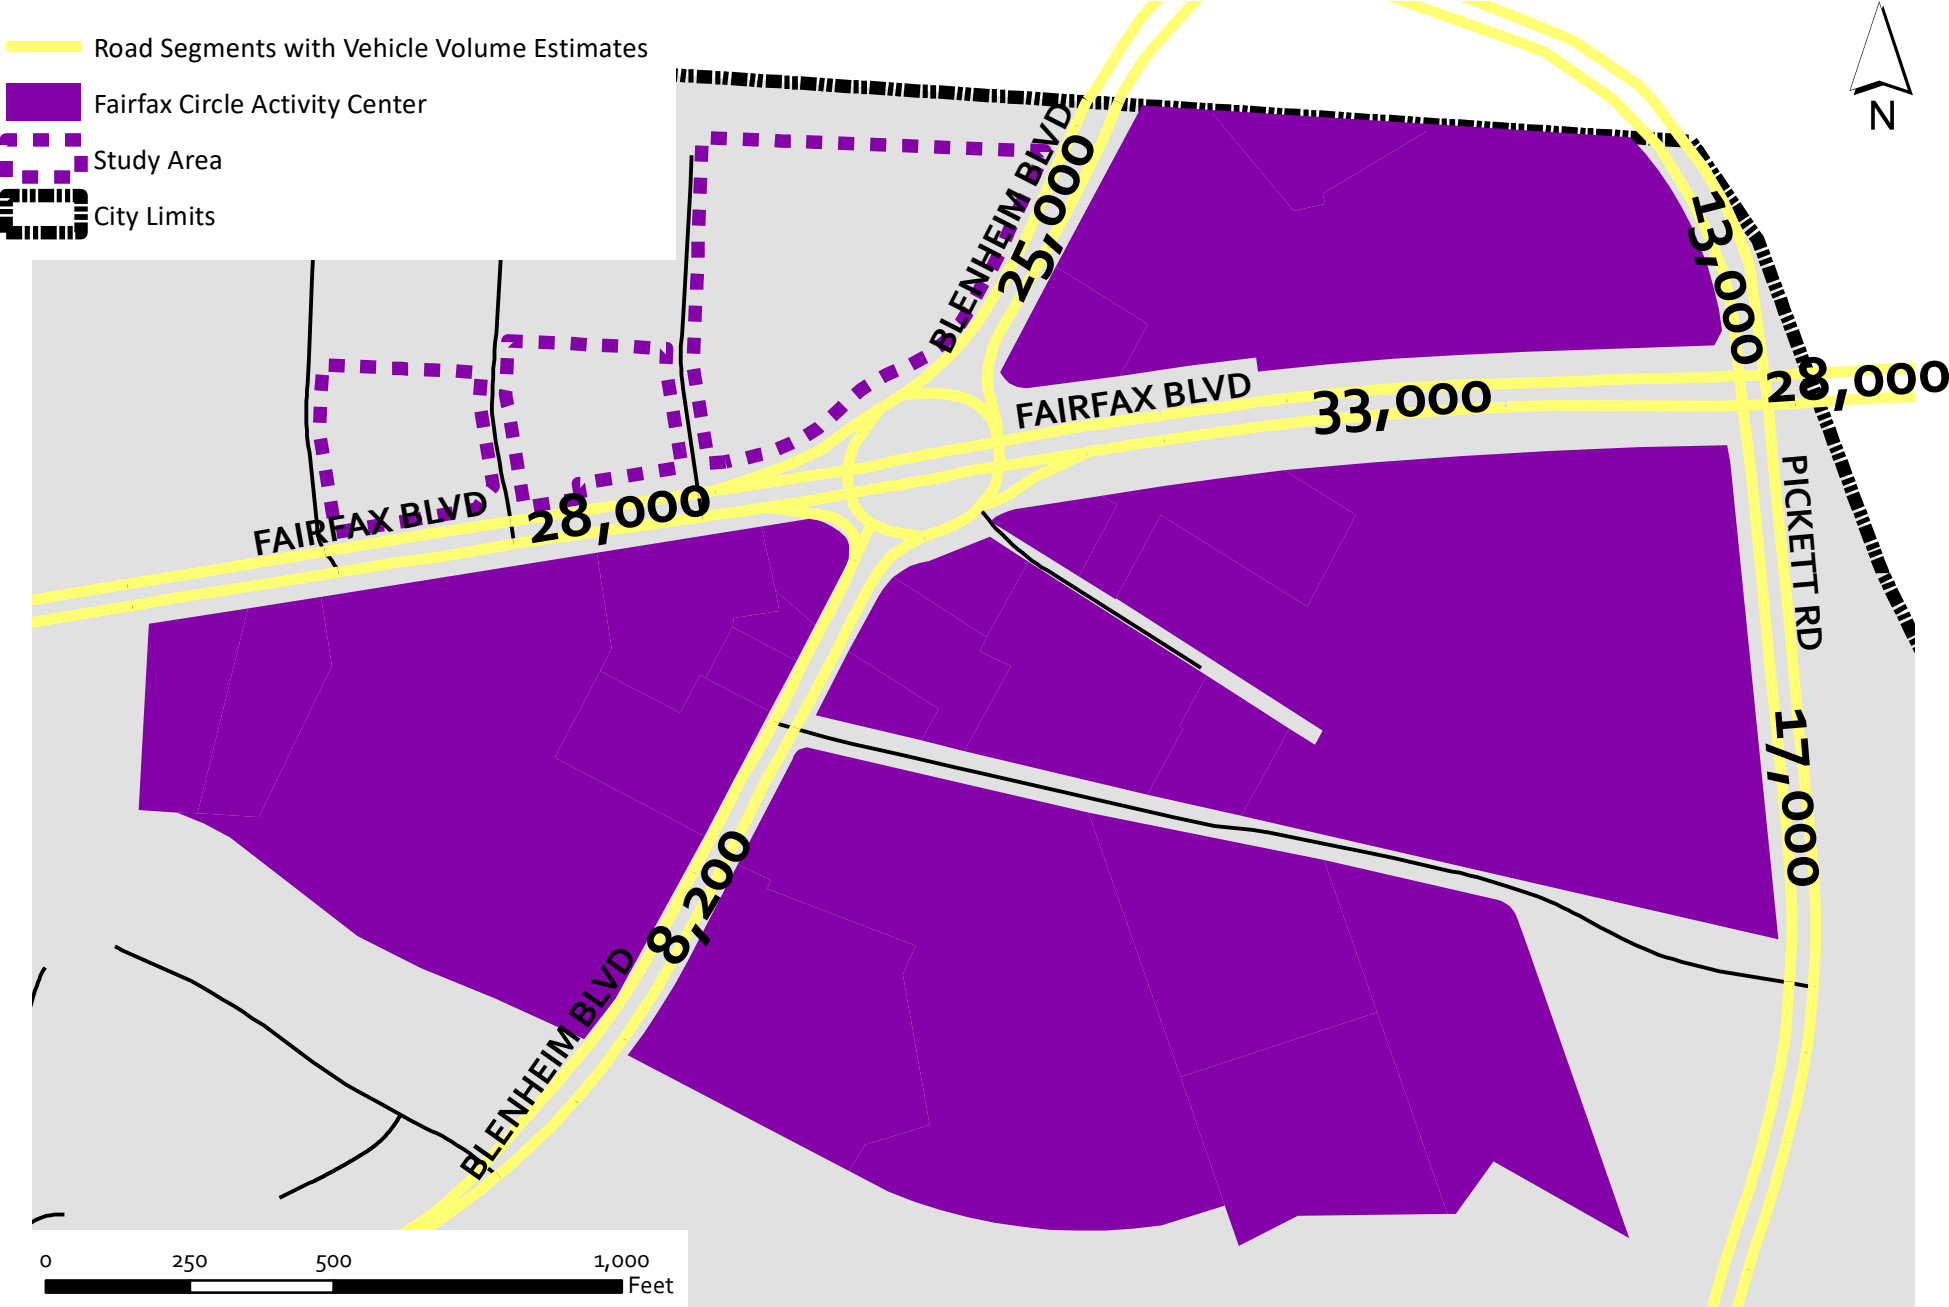 Road Segments with Vehicle Volume Estimates
Fairfax Circle Activity Center
Study Area
City Limits
N
BLENHEIM BLVD
25,000
13,000
FAIRFAX BLVD
33,000
28,000
FAIRFAX BLVD
28,000
PICKETT RD
17,000
8,200
BLENHEIM BLVD
0 250 500 1,000
Feet